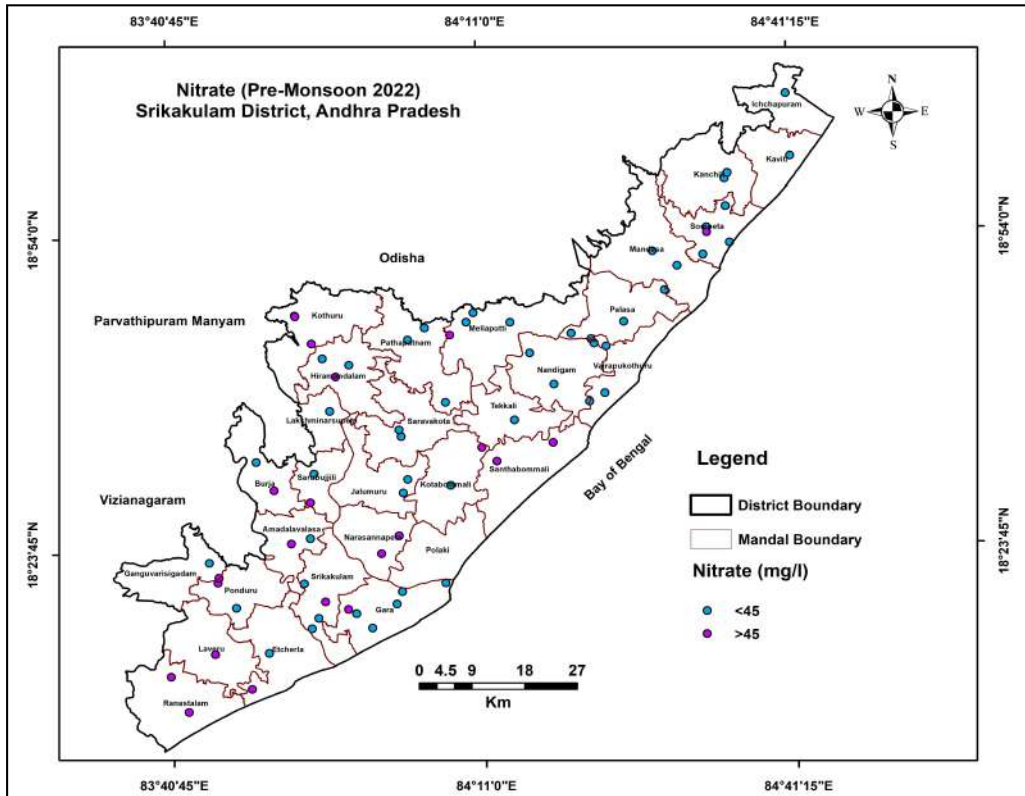 83°40'45"E
84°11'0"E
84°41'15"E
Nitrate (Pre-Monsoon 2022)
Srikakulam District, Andhra Pradesh
N
W
E
S
Ichchapuram
Kaviti
Kanchili
18°54'0"N
18°54'0"N
Sompeta
Mandasa
Odisha
Parvathipuram Manyam
Kothuru
Palasa
Meliaputti
Pathapatnam
Vajrapukothuru
Hiramandalam
Nandigam
Tekkali
Saravakota
Bay of Bengal
Santhabommali
Legend
Sarubujjili
Burja
Jalumuru
Kotabommali
Vizianagaram
District Boundary
Amadalavalasa
Narasannapeta
Mandal Boundary
Polaki
18°23'45"N
18°23'45"N
Nitrate (mg/l)
Ganguvarisigadam
Srikakulam
Ponduru
<45
Gara
>45
Laveru
Etcherla
0 4.5 9 18 27
Km
Ranastalam
83°40'45"E
84°11'0"E
84°41'15"E